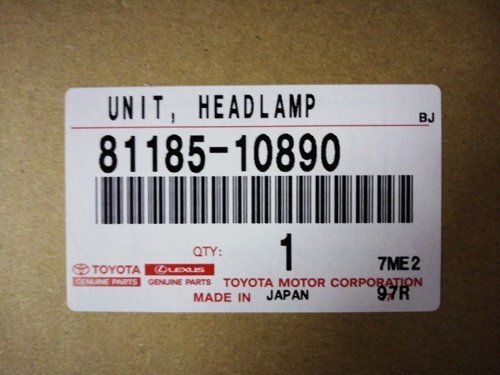 UNIT, HEADLAMP
BJ
81185-10890
QTY: 1
7ME2
TOYOTA LEXUS
GENUINE PARTS GENUINE PARTS
TOYOTA MOTOR CORPORATION
MADE IN JAPAN 97R